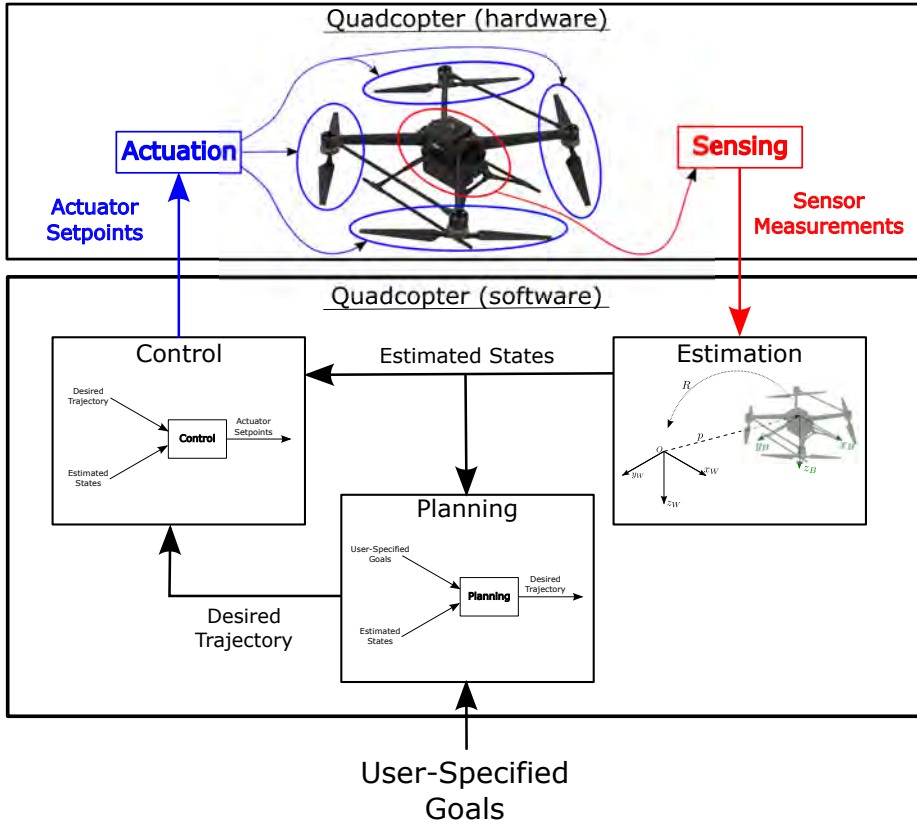 Quadcopter (hardware)
Actuation
Sensing
Actuator
Setpoints
Sensor
Measurements
Quadcopter (software)
Control
Desired
Trajectory
Control
Actuator
Setpoints
Estimated
States
Estimated States
Estimation
R
p
O
y_W
x_W
z_W
y_B
x_B
z_B
Planning
User-Specified
Goals
Planning
Desired
Trajectory
Estimated
States
Desired
Trajectory
User-Specified
Goals